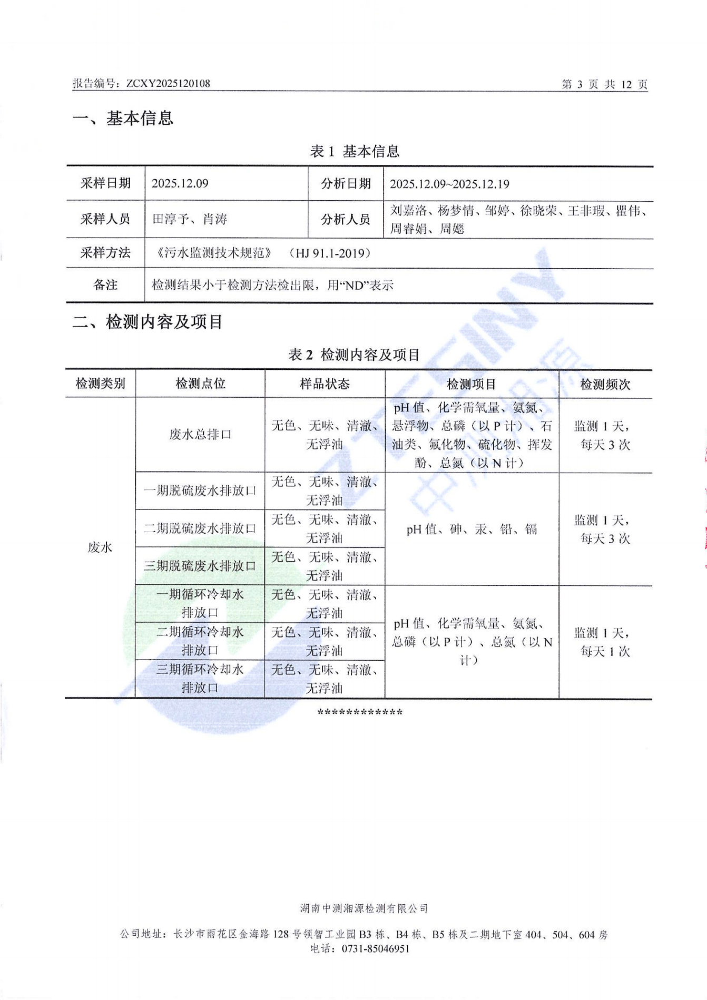 报告编号：ZCXY2025120108
第 3 页 共 12 页
一、基本信息
表 1 基本信息
采样日期 2025.12.09 分析日期 2025.12.09~2025.12.19
采样人员 田淳予、肖涛 分析人员 刘嘉洛、杨梦情、邹婷、徐晓荣、王非瑕、瞿伟、
周睿娟、周嬺
采样方法 《污水监测技术规范》（HJ 91.1-2019）
备注 检测结果小于检测方法检出限，用“ND”表示
二、检测内容及项目
表 2 检测内容及项目
检测类别 检测点位 样品状态 检测项目 检测频次
废水
废水总排口
无色、无味、清澈、
无浮油
pH 值、化学需氧量、氨氮、
悬浮物、总磷（以 P 计）、石
油类、氟化物、硫化物、挥发
酚、总氮（以 N 计）
监测 1 天，
每天 3 次
一期脱硫废水排放口
无色、无味、清澈、
无浮油
二期脱硫废水排放口
无色、无味、清澈、
无浮油
三期脱硫废水排放口
无色、无味、清澈、
无浮油
pH 值、砷、汞、铅、镉
监测 1 天，
每天 3 次
一期循环冷却水
排放口
无色、无味、清澈、
无浮油
二期循环冷却水
排放口
无色、无味、清澈、
无浮油
三期循环冷却水
排放口
无色、无味、清澈、
无浮油
pH 值、化学需氧量、氨氮、
总磷（以 P 计）、总氮（以 N
计）
监测 1 天，
每天 1 次
************
ZTESINY
中测湘源
湖南中测湘源检测有限公司
公司地址：长沙市雨花区金海路 128 号领智工业园 B3 栋、B4 栋、B5 栋及二期地下室 404、504、604 房
电话：0731-85046951